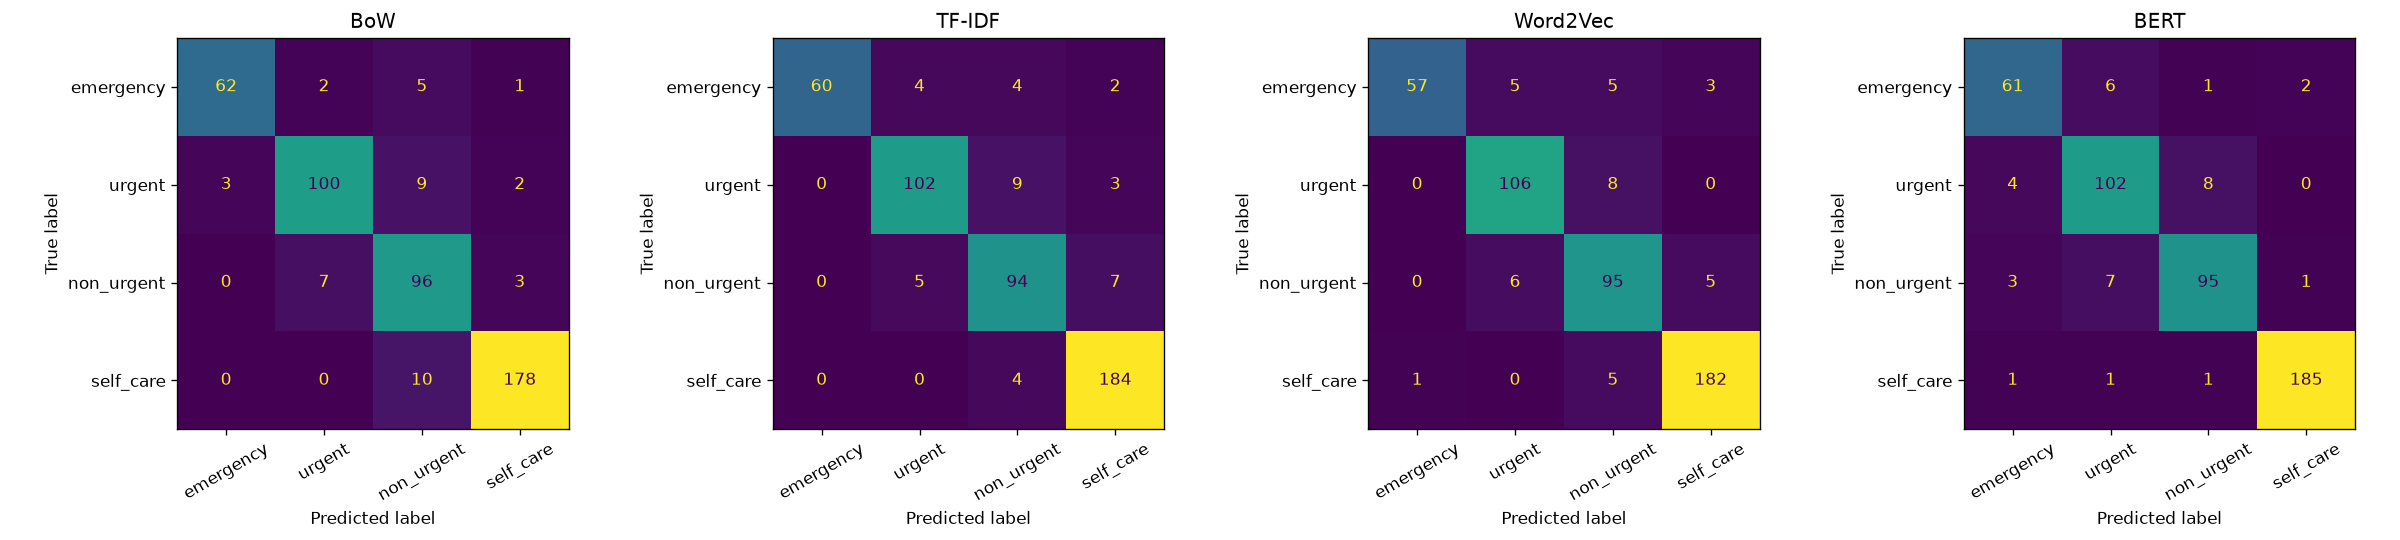 BoW
emergency 62 2 5 1
urgent 3 100 9 2
non_urgent 0 7 96 3
self_care 0 0 10 178
True label
emergency urgent non_urgent self_care
Predicted label
TF-IDF
emergency 60 4 4 2
urgent 0 102 9 3
non_urgent 0 5 94 7
self_care 0 0 4 184
True label
emergency urgent non_urgent self_care
Predicted label
Word2Vec
emergency 57 5 5 3
urgent 0 106 8 0
non_urgent 0 6 95 5
self_care 1 0 5 182
True label
emergency urgent non_urgent self_care
Predicted label
BERT
emergency 61 6 1 2
urgent 4 102 8 0
non_urgent 3 7 95 1
self_care 1 1 1 185
True label
emergency urgent non_urgent self_care
Predicted label